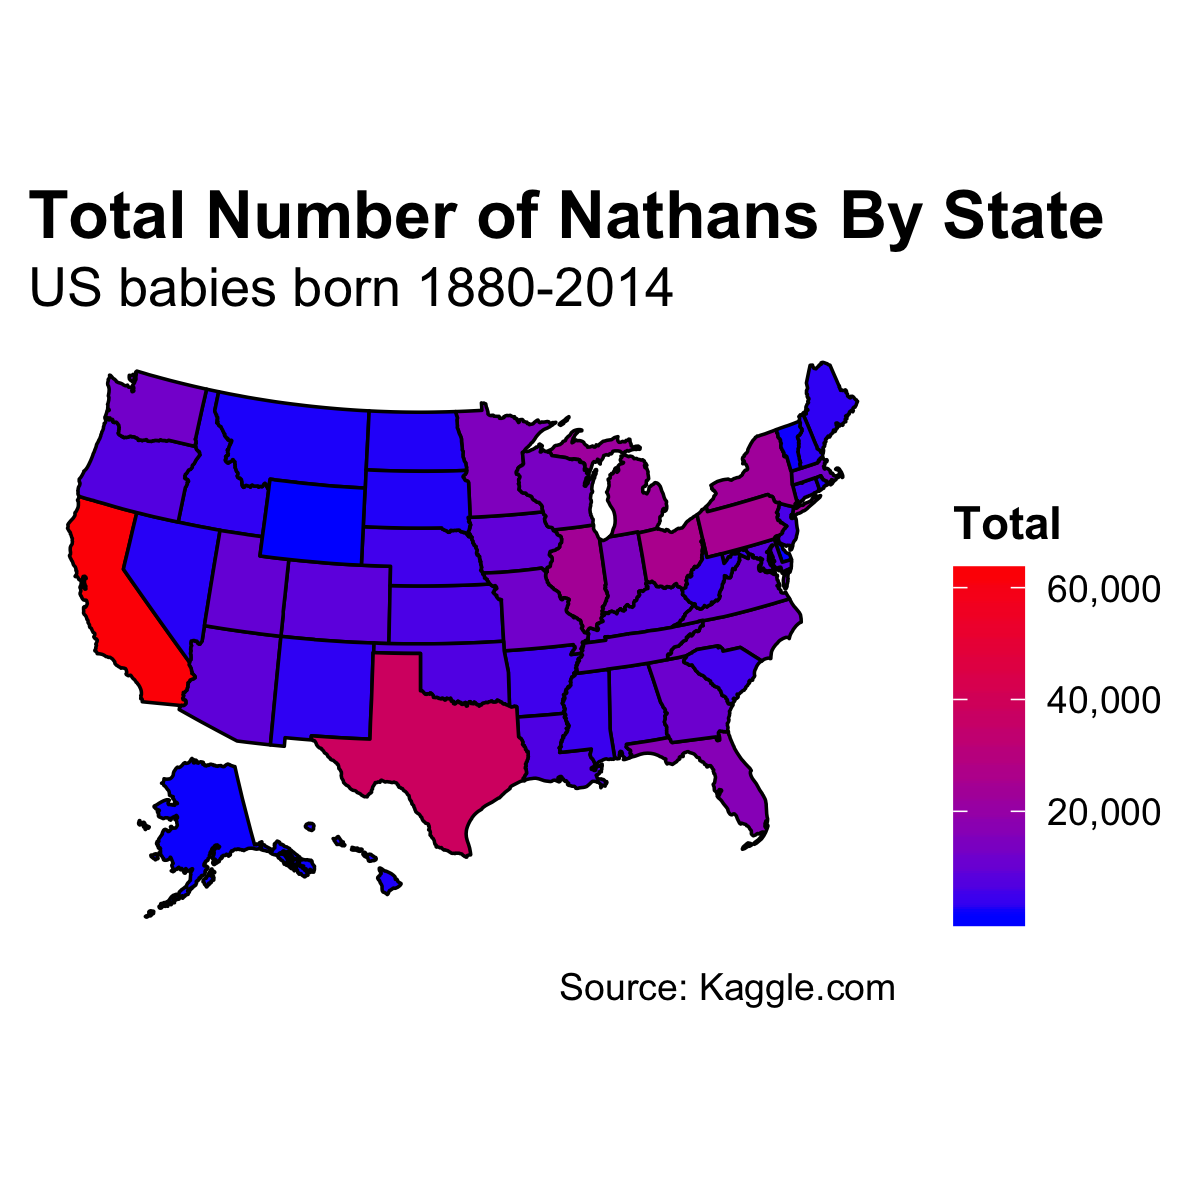 Total Number of Nathans By State
US babies born 1880-2014
Total
60,000
40,000
20,000
Source: Kaggle.com